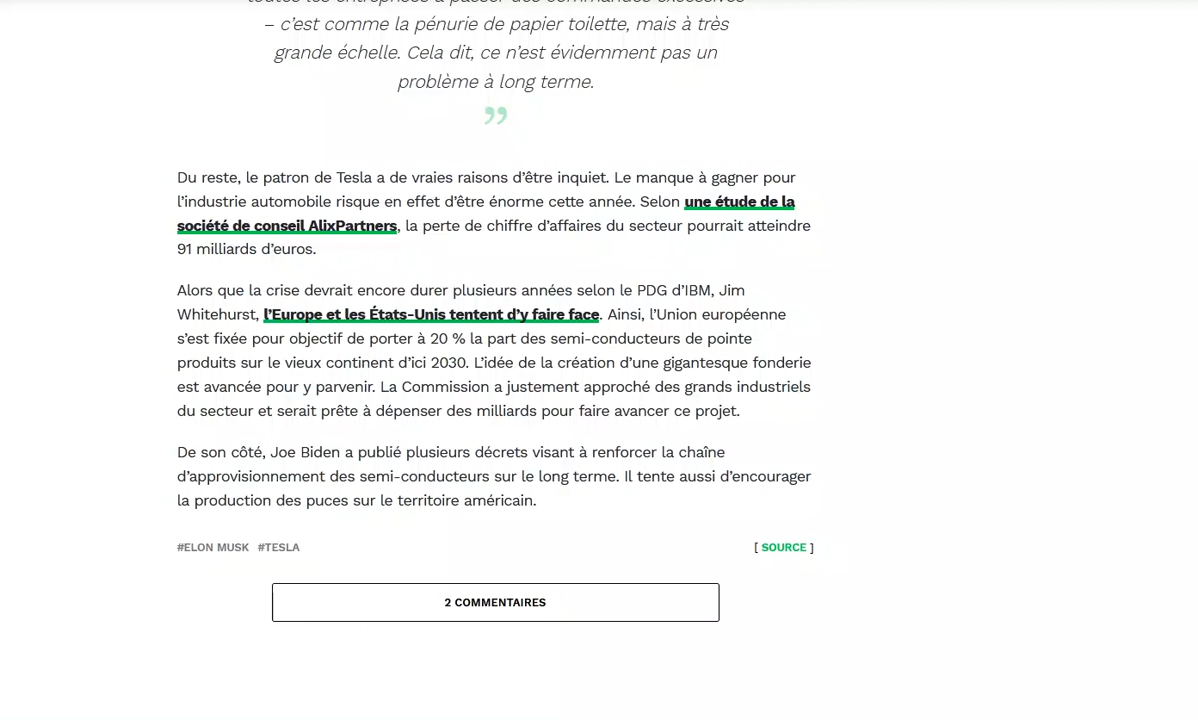 toutes les entreprises à passer des commandes excessives
– c’est comme la pénurie de papier toilette, mais à très
grande échelle. Cela dit, ce n’est évidemment pas un
problème à long terme.
”
Du reste, le patron de Tesla a de vraies raisons d’être inquiet. Le manque à gagner pour
l’industrie automobile risque en effet d’être énorme cette année. Selon une étude de la
société de conseil AlixPartners, la perte de chiffre d’affaires du secteur pourrait atteindre
91 milliards d’euros.
Alors que la crise devrait encore durer plusieurs années selon le PDG d’IBM, Jim
Whitehurst, l’Europe et les États-Unis tentent d’y faire face. Ainsi, l’Union européenne
s’est fixée pour objectif de porter à 20 % la part des semi-conducteurs de pointe
produits sur le vieux continent d’ici 2030. L’idée de la création d’une gigantesque fonderie
est avancée pour y parvenir. La Commission a justement approché des grands industriels
du secteur et serait prête à dépenser des milliards pour faire avancer ce projet.
De son côté, Joe Biden a publié plusieurs décrets visant à renforcer la chaîne
d’approvisionnement des semi-conducteurs sur le long terme. Il tente aussi d’encourager
la production des puces sur le territoire américain.
#ELON MUSK #TESLA [ SOURCE ]
2 COMMENTAIRES